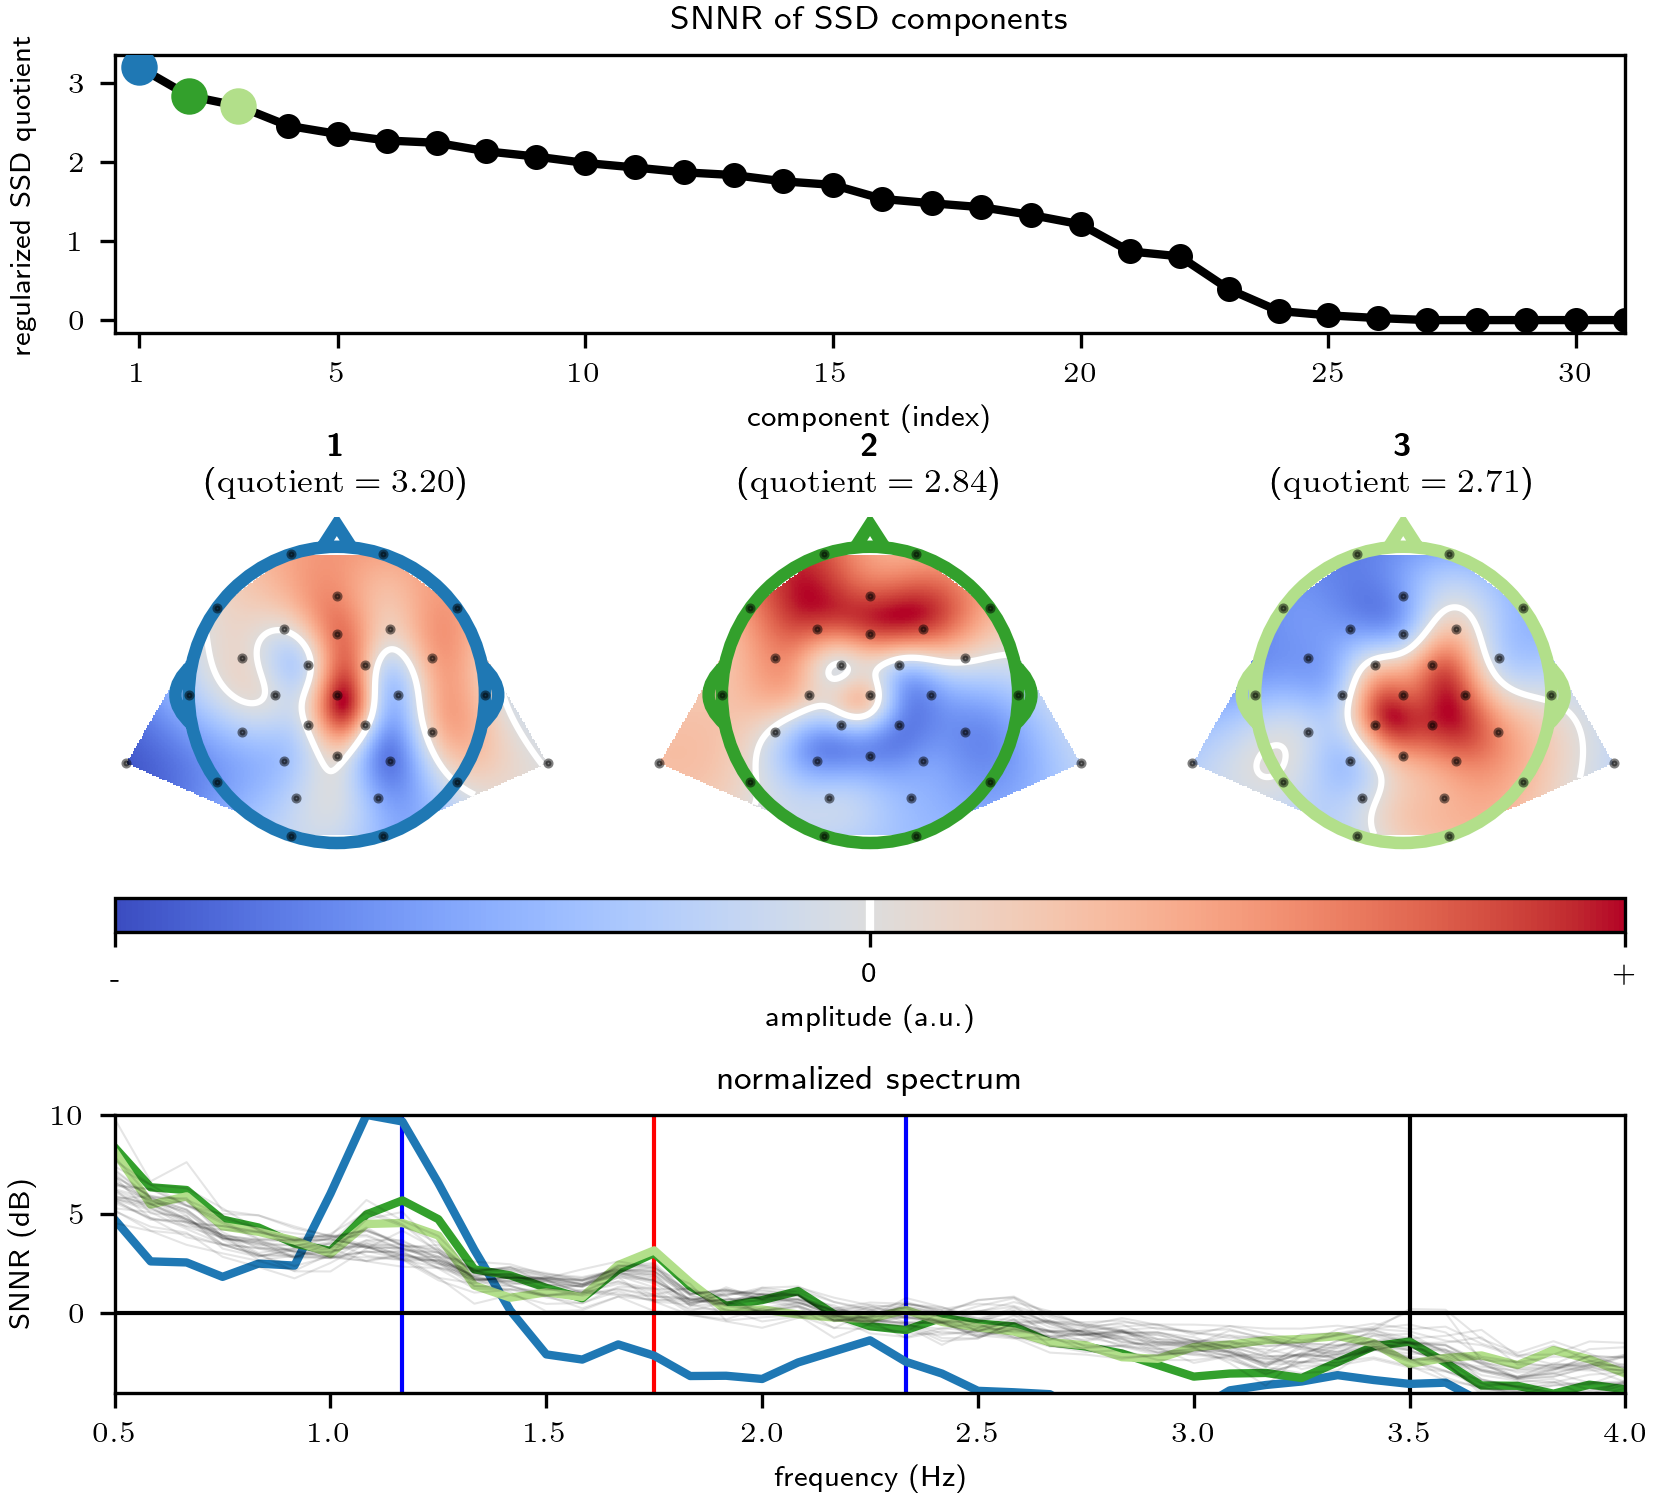 SNNR of SSD components
regularized SSD quotient
3
2
1
0
1 5 10 15 20 25 30
component (index)
1 2 3
(quotient = 3.20) (quotient = 2.84) (quotient = 2.71)
- 0 +
amplitude (a.u.)
normalized spectrum
SNNR (dB)
10
5
0
0.5 1.0 1.5 2.0 2.5 3.0 3.5 4.0
frequency (Hz)